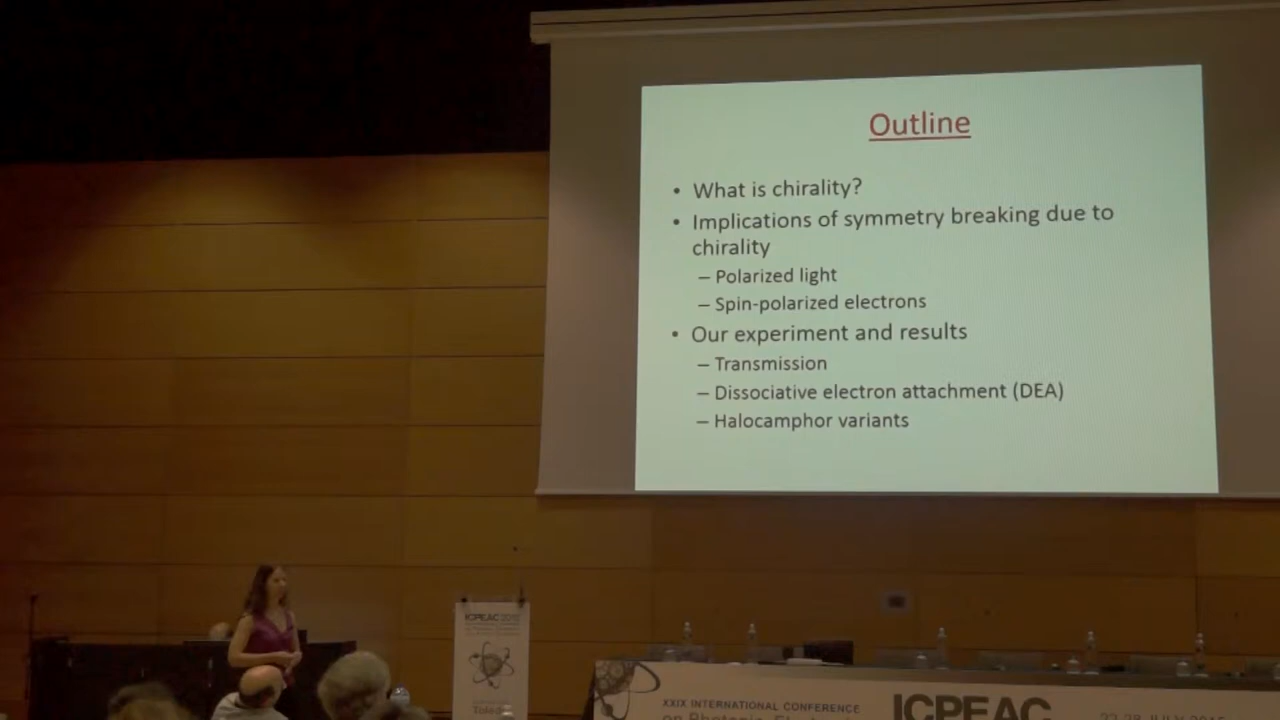 Outline
• What is chirality?
• Implications of symmetry breaking due to
chirality
– Polarized light
– Spin-polarized electrons
• Our experiment and results
– Transmission
– Dissociative electron attachment (DEA)
– Halocamphor variants
ICPEAC
XXIX INTERNATIONAL CONFERENCE
ICPEAC